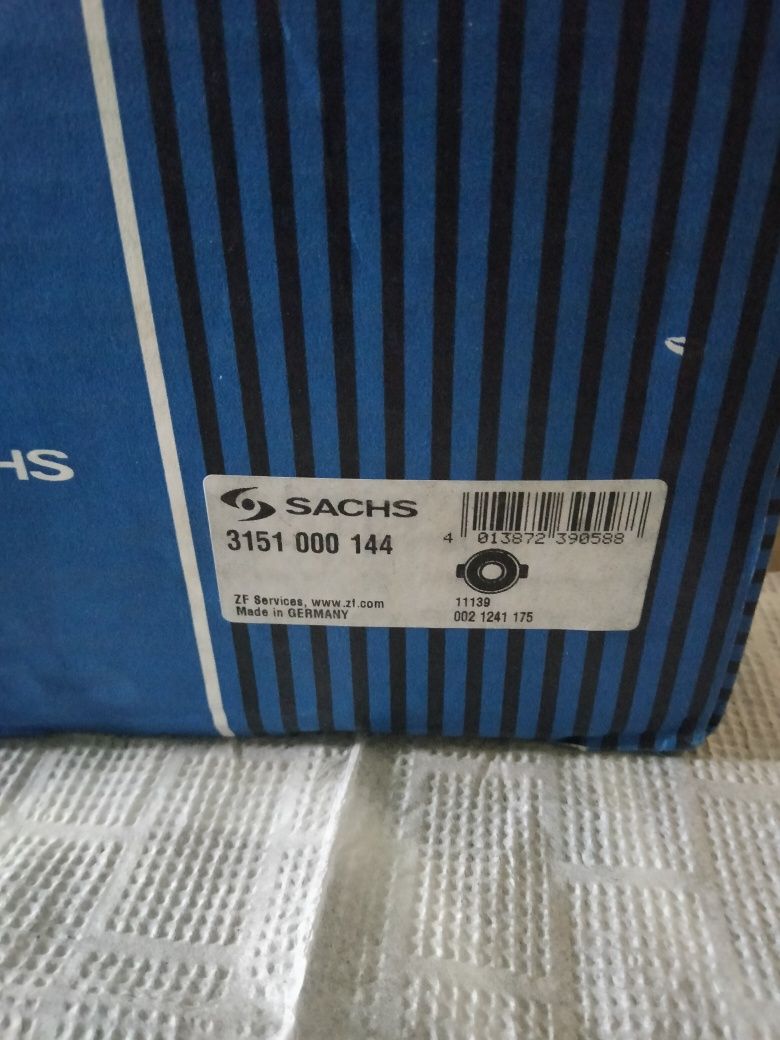 HS
SACHS
3151 000 144
4 013872 390588
ZF Services, www.zf.com
Made in GERMANY
11139
002 1241 175